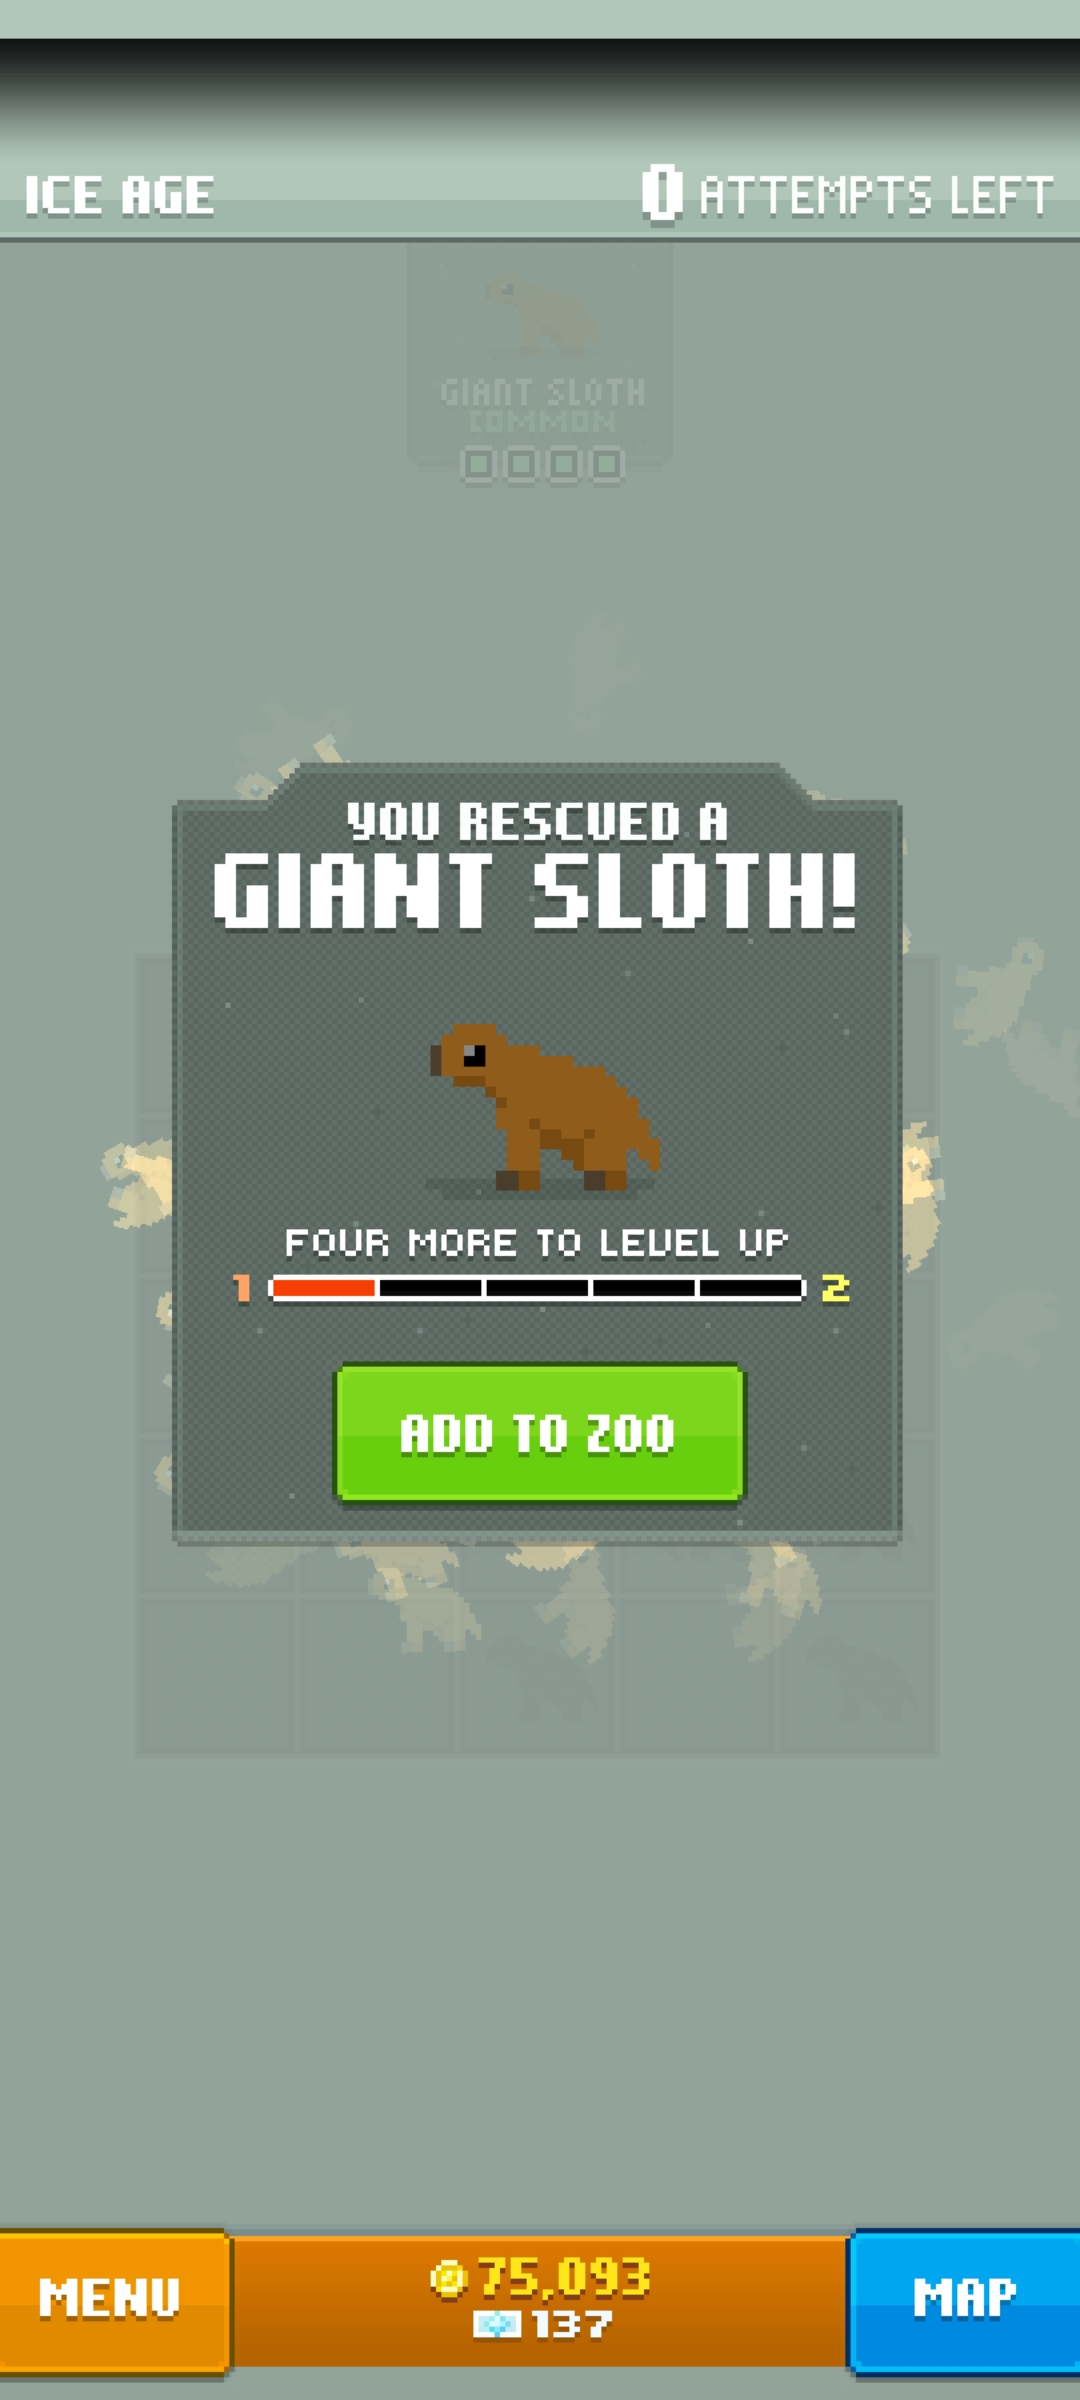 ICE AGE
0 ATTEMPTS LEFT
GIANT SLOTH
COMMON
YOU RESCUED A
GIANT SLOTH!
FOUR MORE TO LEVEL UP
1
2
ADD TO ZOO
MENU
75,093
137
MAP